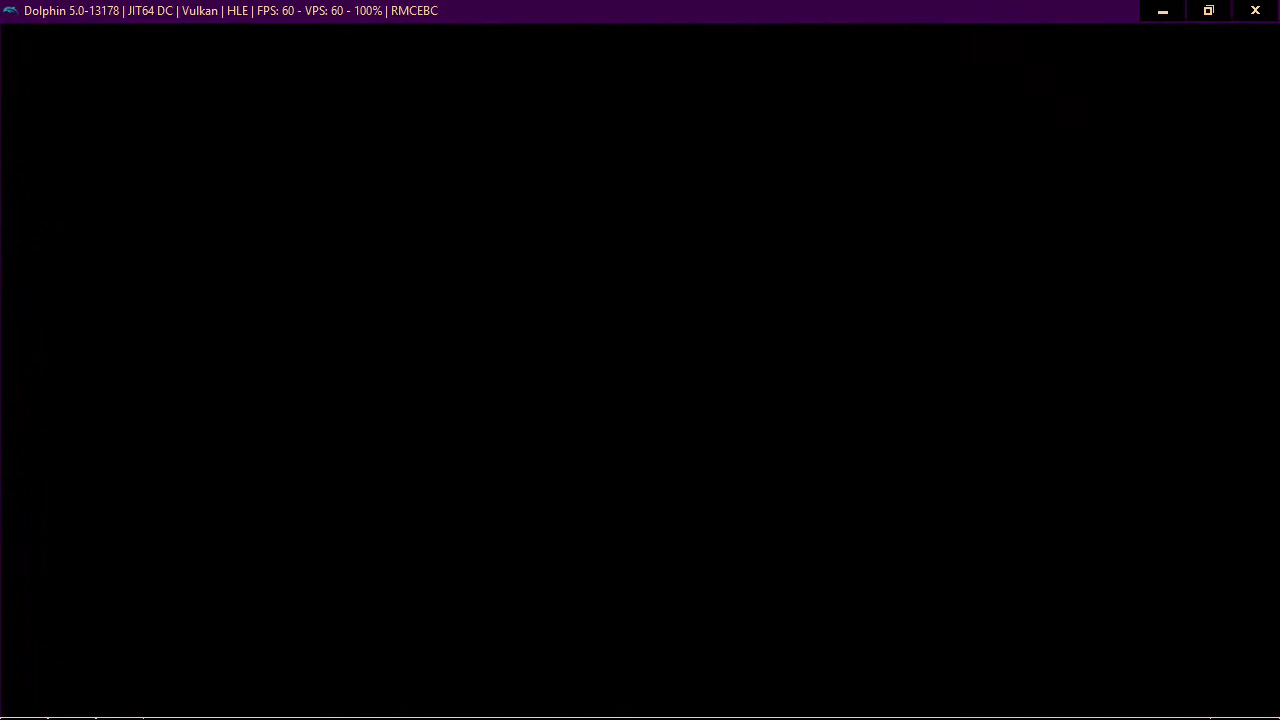 Dolphin 5.0-13178 | JIT64 DC | Vulkan | HLE | FPS: 60 - VPS: 60 - 100% | RMCEBC